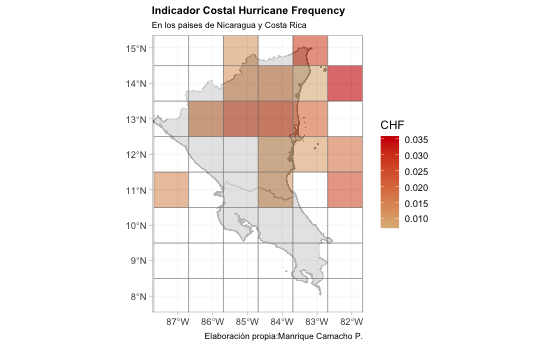 Indicador Costal Hurricane Frequency
En los paises de Nicaragua y Costa Rica
15°N
14°N
13°N
12°N
11°N
10°N
9°N
8°N
87°W 86°W 85°W 84°W 83°W 82°W
CHF
0.035
0.030
0.025
0.020
0.015
0.010
Elaboración propia:Manrique Camacho P.